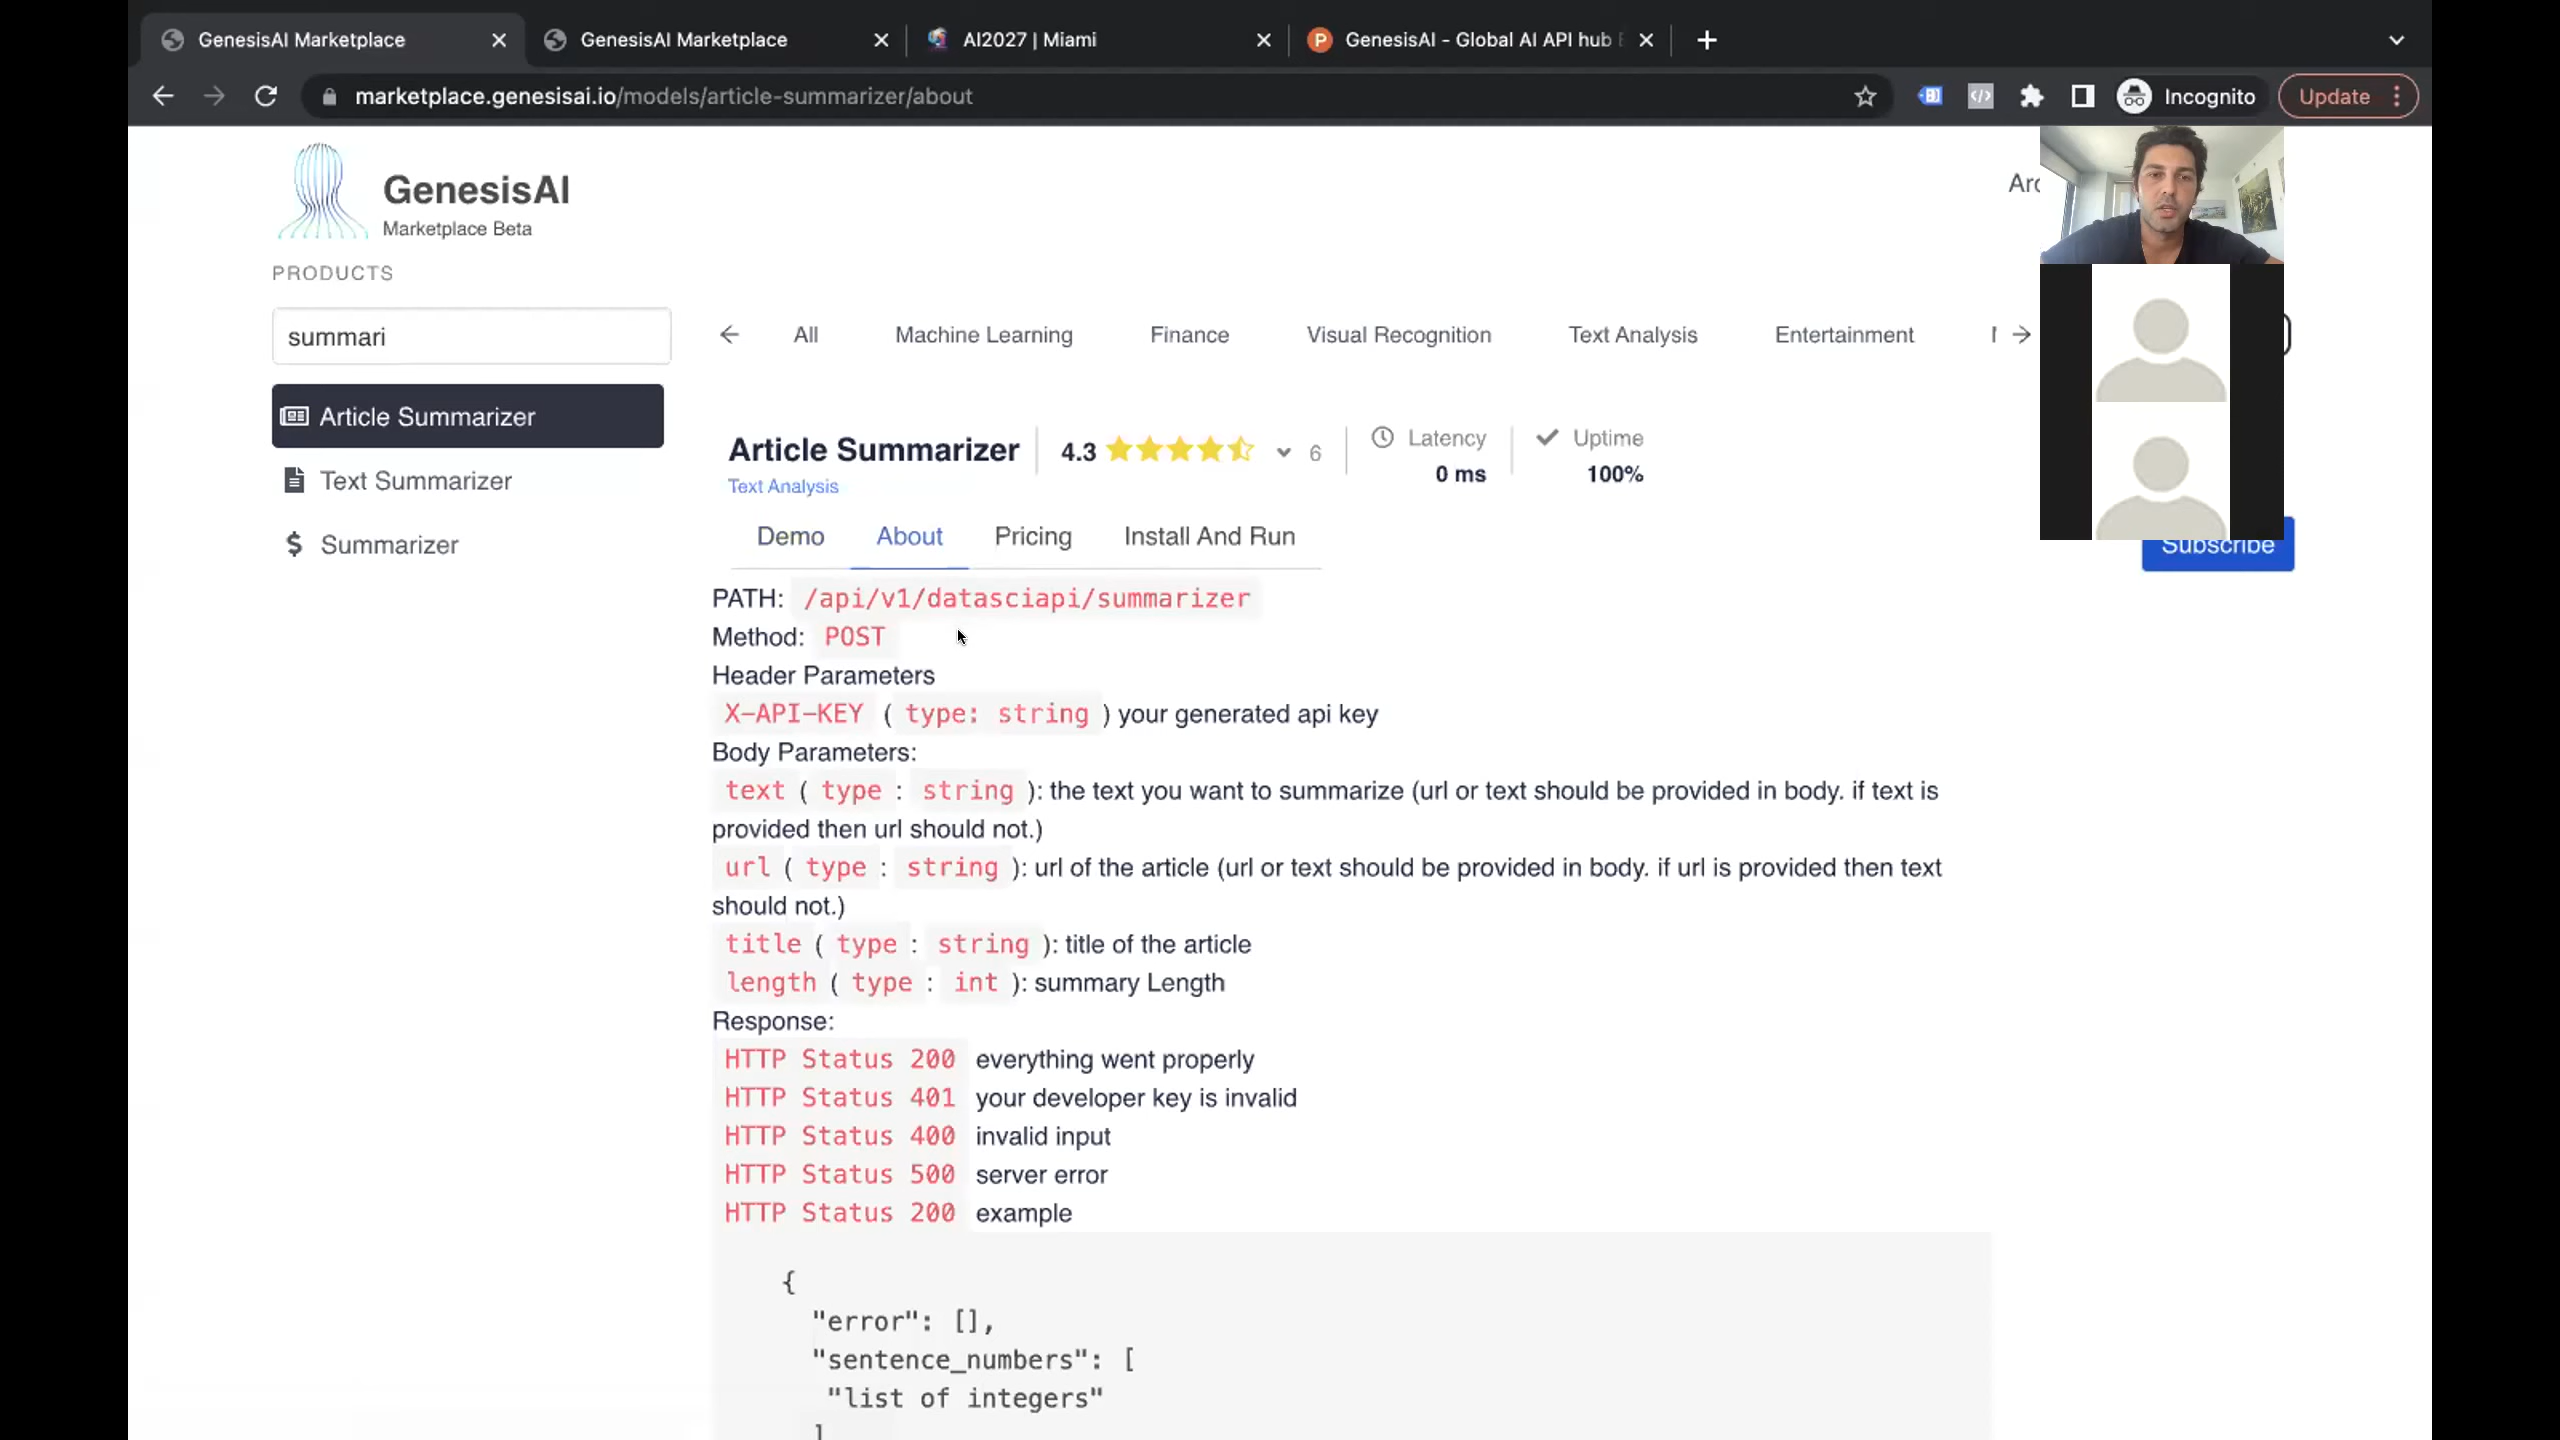 GenesisAI Marketplace
GenesisAI Marketplace
AI2027 | Miami
GenesisAI - Global AI API hub
marketplace.genesisai.io/models/article-summarizer/about
Incognito
Update
GenesisAI
Marketplace Beta
PRODUCTS
summari
All
Machine Learning
Finance
Visual Recognition
Text Analysis
Entertainment
Article Summarizer
Text Summarizer
$ Summarizer
Article Summarizer
4.3
6
Latency
0 ms
Uptime
100%
Text Analysis
Demo
About
Pricing
Install And Run
Subscribe
PATH: /api/v1/datasciapi/summarizer
Method: POST
Header Parameters
X-API-KEY ( type: string ) your generated api key
Body Parameters:
text ( type : string ): the text you want to summarize (url or text should be provided in body. if text is
provided then url should not.)
url ( type : string ): url of the article (url or text should be provided in body. if url is provided then text
should not.)
title ( type : string ): title of the article
length ( type : int ): summary Length
Response:
HTTP Status 200 everything went properly
HTTP Status 401 your developer key is invalid
HTTP Status 400 invalid input
HTTP Status 500 server error
HTTP Status 200 example
{
"error": [],
"sentence_numbers": [
"list of integers"
]